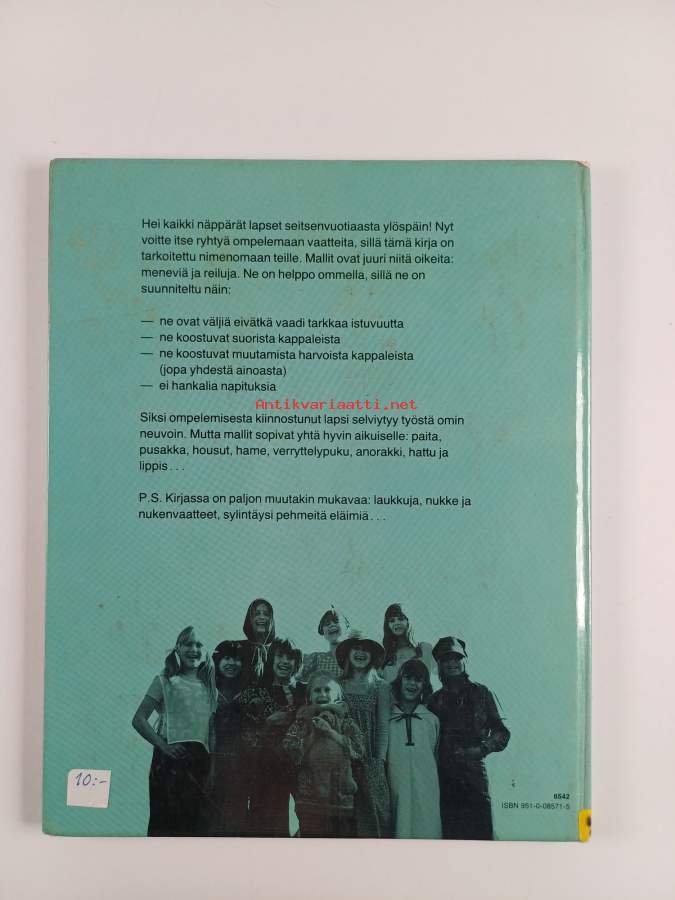 Hei kaikki näppärät lapset seitsenvuotiaasta ylöspäin! Nyt
voitte itse ryhtyä ompelemaan vaatteita, sillä tämä kirja on
tarkoitettu nimenomaan teille. Mallit ovat juuri niitä oikeita:
meneviä ja reiluja. Ne on helppo ommella, sillä ne on
suunniteltu näin:
— ne ovat väljiä eivätkä vaadi tarkkaa istuvuutta
— ne koostuvat suorista kappaleista
— ne koostuvat muutamista harvoista kappaleista
(jopa yhdestä ainoasta)
— ei hankalia napituksia
Antikvariaatti.net
Siksi ompelemisesta kiinnostunut lapsi selviytyy työstä omin
neuvoin. Mutta mallit sopivat yhtä hyvin aikuiselle: paita,
pusakka, housut, hame, verryttelypuku, anorakki, hattu ja
lippis...
P.S. Kirjassa on paljon muutakin mukavaa: laukkuja, nukke ja
nukenvaatteet, sylintäysi pehmeitä eläimiä...
10:-
6542
ISBN 951-0-08571-5